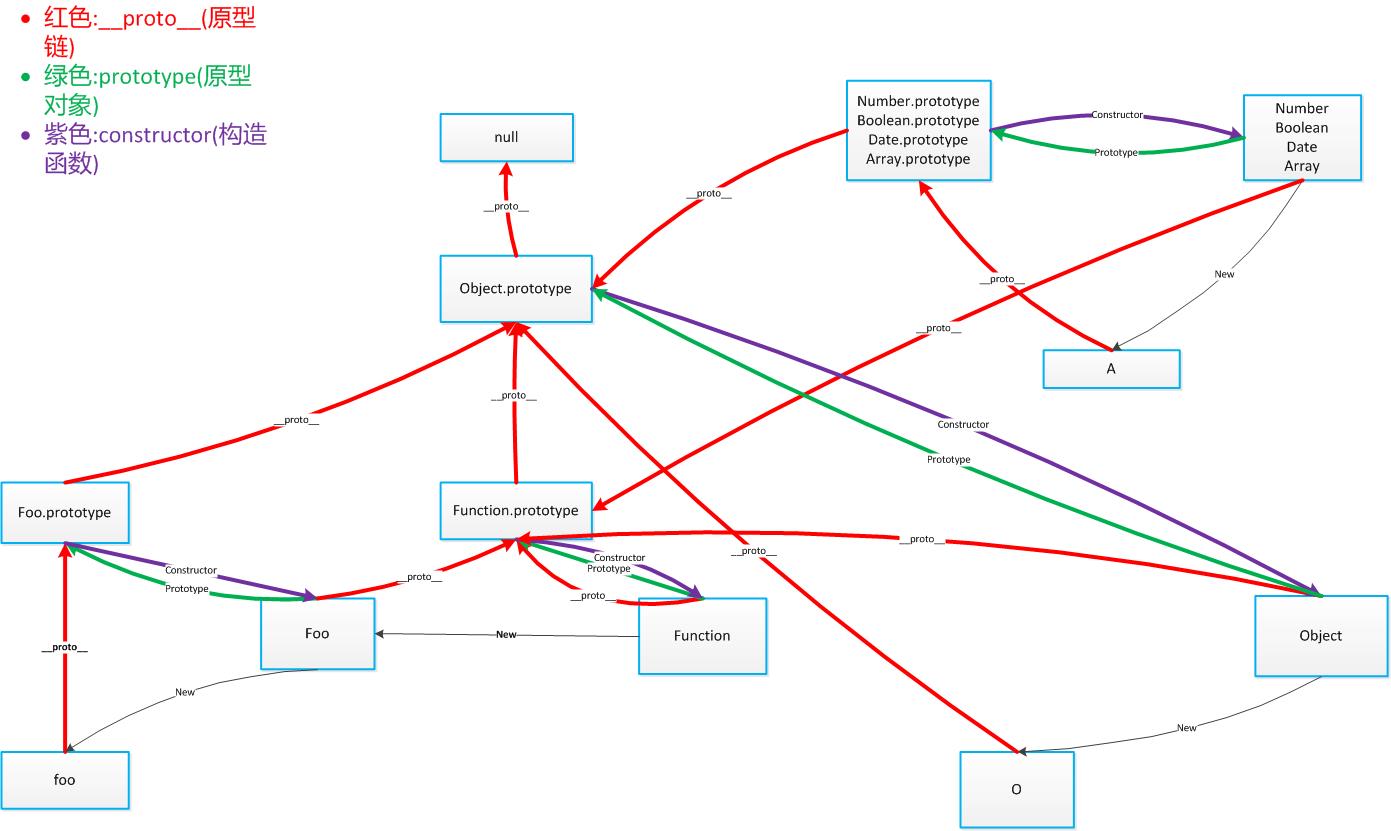 红色:__proto__(原型
链)
绿色:prototype(原型
对象)
紫色:constructor(构造
函数)
null
Number.prototype
Boolean.prototype
Date.prototype
Array.prototype
Constructor
Prototype
Number
Boolean
Date
Array
__proto__
__proto__
Object.prototype
__proto__
New
__proto__
A
__proto__
__proto__
Constructor
Prototype
Foo.prototype
Function.prototype
__proto__
__proto__
Constructor
Prototype
Constructor
Prototype
__proto__
__proto__
Foo
New
Function
Object
__proto__
New
New
foo
O